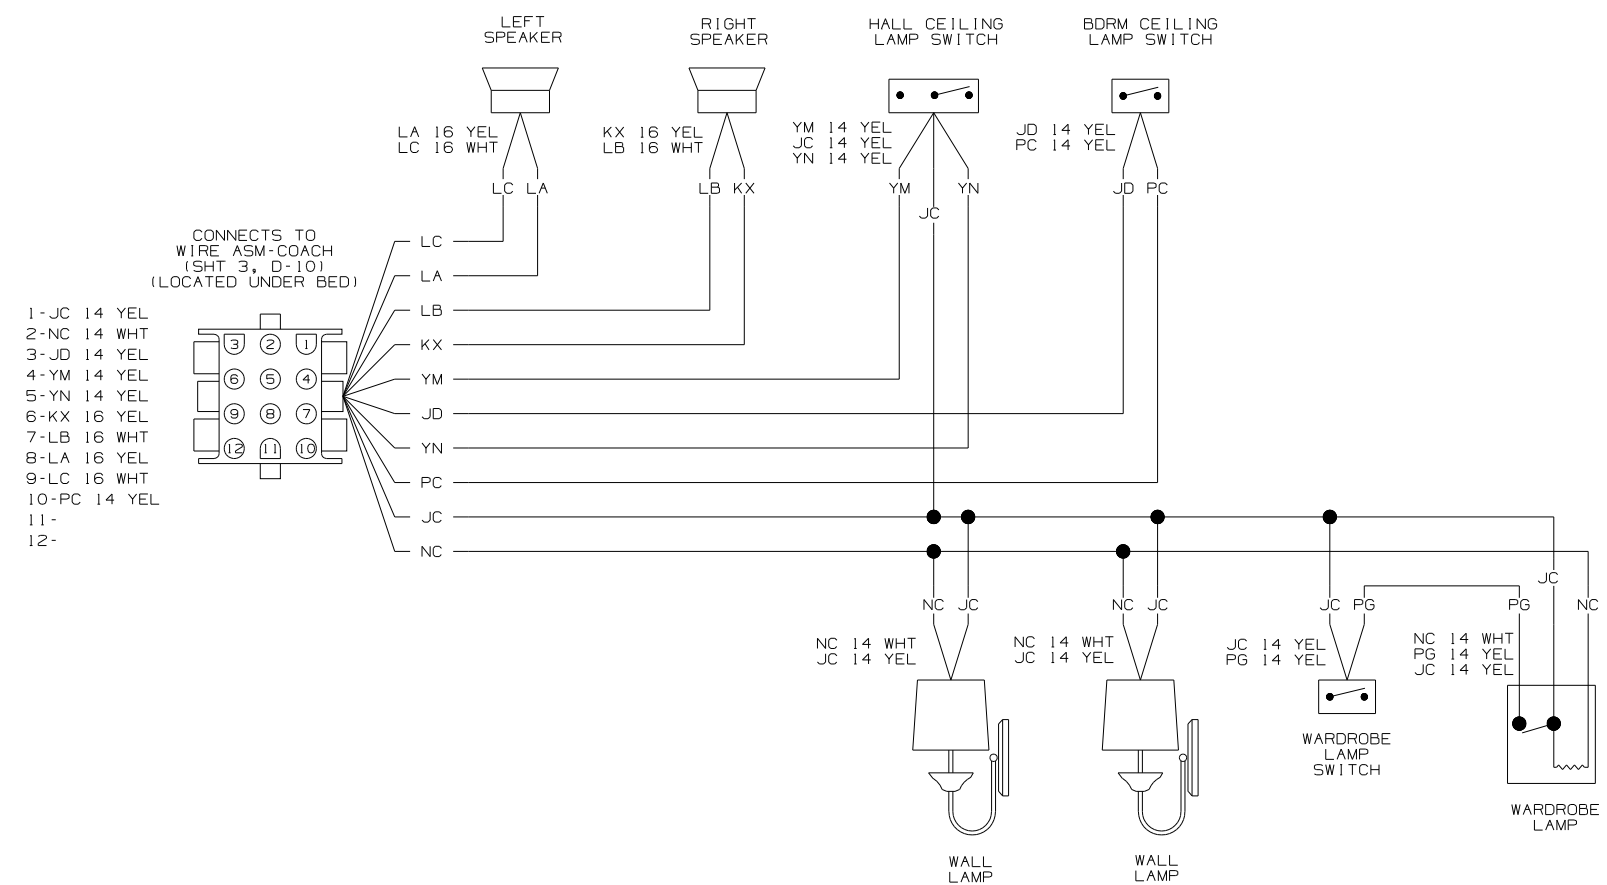 LEFT
SPEAKER
RIGHT
SPEAKER
HALL CEILING
LAMP SWITCH
BDRM CEILING
LAMP SWITCH
LA 16 YEL
LC 16 WHT
KX 16 YEL
LB 16 WHT
YM 14 YEL
JC 14 YEL
YN 14 YEL
JD 14 YEL
PC 14 YEL
LC LA
LB KX
YM YN
JC
JD PC
CONNECTS TO
WIRE ASM-COACH
(SHT 3, D-10)
(LOCATED UNDER BED)
1-JC 14 YEL
2-NC 14 WHT
3-JD 14 YEL
4-YM 14 YEL
5-YN 14 YEL
6-KX 16 YEL
7-LB 16 WHT
8-LA 16 YEL
9-LC 16 WHT
10-PC 14 YEL
11-
12-
3 2 1
6 5 4
9 8 7
12 11 10
LC
LA
LB
KX
YM
JD
YN
PC
JC
NC
NC JC
NC JC
JC PG
PG
JC
NC
NC 14 WHT
JC 14 YEL
NC 14 WHT
JC 14 YEL
JC 14 YEL
PG 14 YEL
NC 14 WHT
PG 14 YEL
JC 14 YEL
WARDROBE
LAMP
SWITCH
WARDROBE
LAMP
WALL
LAMP
WALL
LAMP